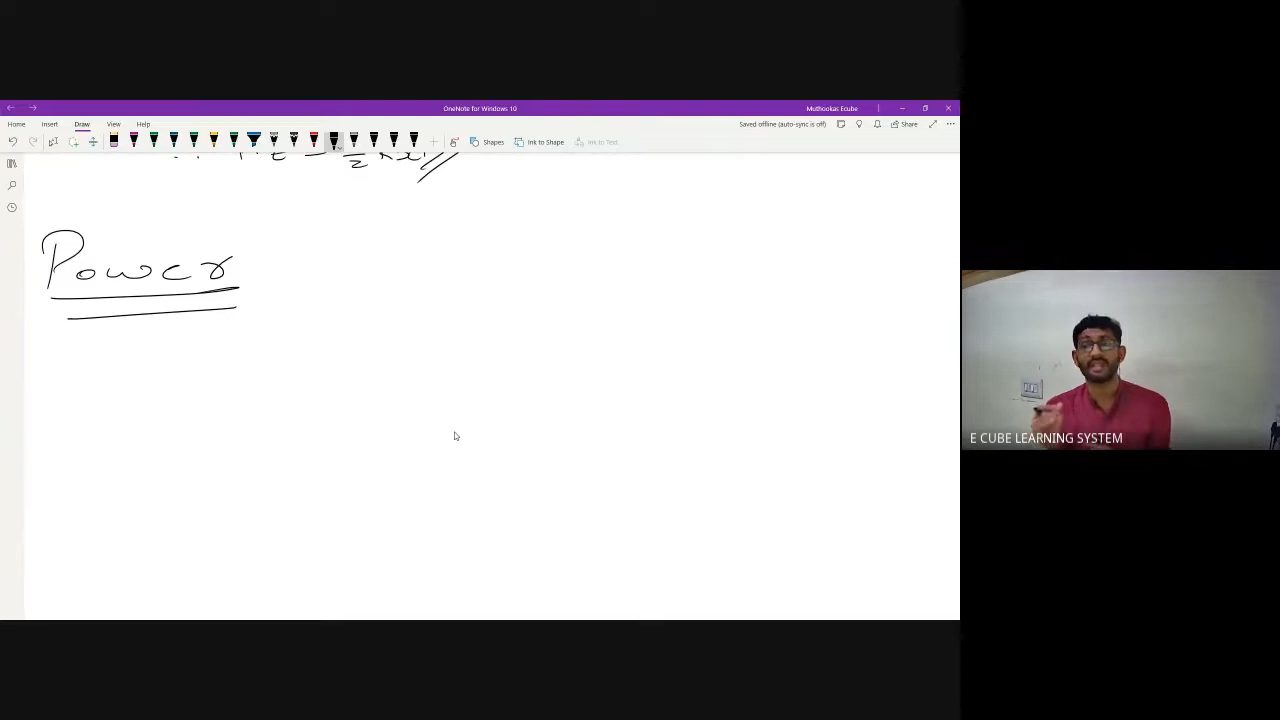 OneNote for Windows 10
Muthookas Ecube
Home Insert Draw View Help
Saved offline (auto-sync is off) Share
Shapes Ink to Shape Ink to Text
Power
E CUBE LEARNING SYSTEM